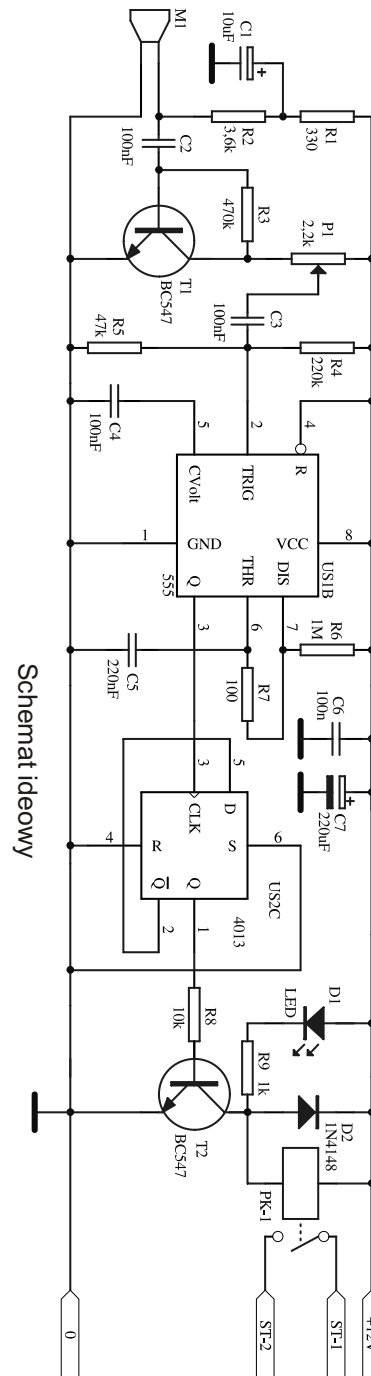 M1
C1
10uF
+
R1
330
R2
3,6k
C2
100nF
R3
470k
P1
2,2k
T1
BC547
C3
100nF
R4
220k
R5
47k
C4
100nF
5
2
4
CVolt
TRIG
R
1
GND
VCC
8
555
Q
THR
DIS
US1B
3
6
7
R6
1M
R7
100
C5
220nF
C6
100n
C7
220uF
+
3
5
CLK
D
4
R
S
6
Q
Q
US2C
4013
2
1
R8
10k
T2
BC547
D1
LED
R9
1k
D2
1N4148
PK-1
0
ST-2
ST-1
+12V
Schemat ideowy